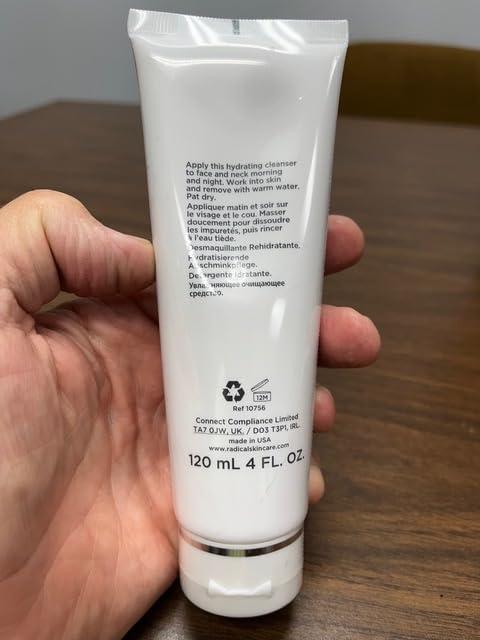 Apply this hydrating cleanser
to face and neck morning
and night. Work into skin
and remove with warm water.
Pat dry.
Appliquer matin et soir sur
le visage et le cou. Masser
doucement pour dissoudre
les impuretés, puis rincer
à l'eau tiède.
Desmaquillante Rehidratante.
Hydratisierende
Abschminkpflege.
Detergente Idratante.
Увлажняющее очищающее
средство.
12M
Ref 10756
Connect Compliance Limited
TA7 0JW, UK. / D03 T3P1, IRL.
made in USA
www.radicalskincare.com
120 mL 4 FL. OZ.